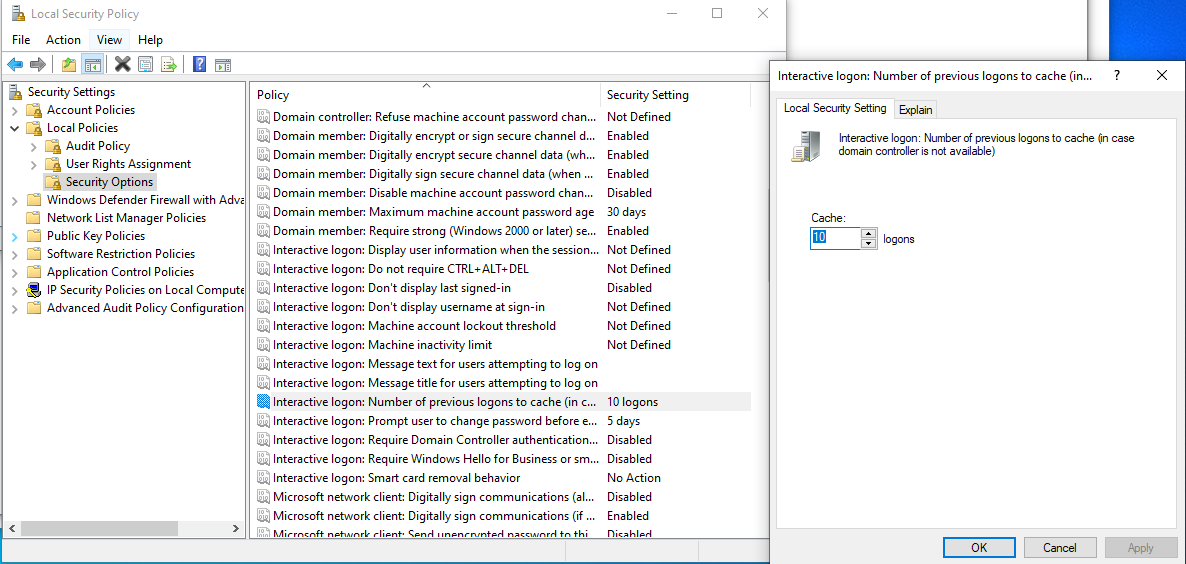 Local Security Policy
File Action View Help
Security Settings
Account Policies
Local Policies
Audit Policy
User Rights Assignment
Security Options
Windows Defender Firewall with Adva
Network List Manager Policies
Public Key Policies
Software Restriction Policies
Application Control Policies
IP Security Policies on Local Compute
Advanced Audit Policy Configuration
Policy Security Setting
Domain controller: Refuse machine account password chan... Not Defined
Domain member: Digitally encrypt or sign secure channel d... Enabled
Domain member: Digitally encrypt secure channel data (wh... Enabled
Domain member: Digitally sign secure channel data (when ... Enabled
Domain member: Disable machine account password chan... Disabled
Domain member: Maximum machine account password age 30 days
Domain member: Require strong (Windows 2000 or later) se... Enabled
Interactive logon: Display user information when the session... Not Defined
Interactive logon: Do not require CTRL+ALT+DEL Not Defined
Interactive logon: Don't display last signed-in Disabled
Interactive logon: Don't display username at sign-in Not Defined
Interactive logon: Machine account lockout threshold Not Defined
Interactive logon: Machine inactivity limit Not Defined
Interactive logon: Message text for users attempting to log on
Interactive logon: Message title for users attempting to log on
Interactive logon: Number of previous logons to cache (in c... 10 logons
Interactive logon: Prompt user to change password before e... 5 days
Interactive logon: Require Domain Controller authentication... Disabled
Interactive logon: Require Windows Hello for Business or sm... Disabled
Interactive logon: Smart card removal behavior No Action
Microsoft network client: Digitally sign communications (al... Disabled
Microsoft network client: Digitally sign communications (if ... Enabled
Microsoft network client: Send unencrypted password to thi... Disabled
Interactive logon: Number of previous logons to cache (in... ?
Local Security Setting Explain
Interactive logon: Number of previous logons to cache (in case
domain controller is not available)
Cache:
10 logons
OK Cancel Apply